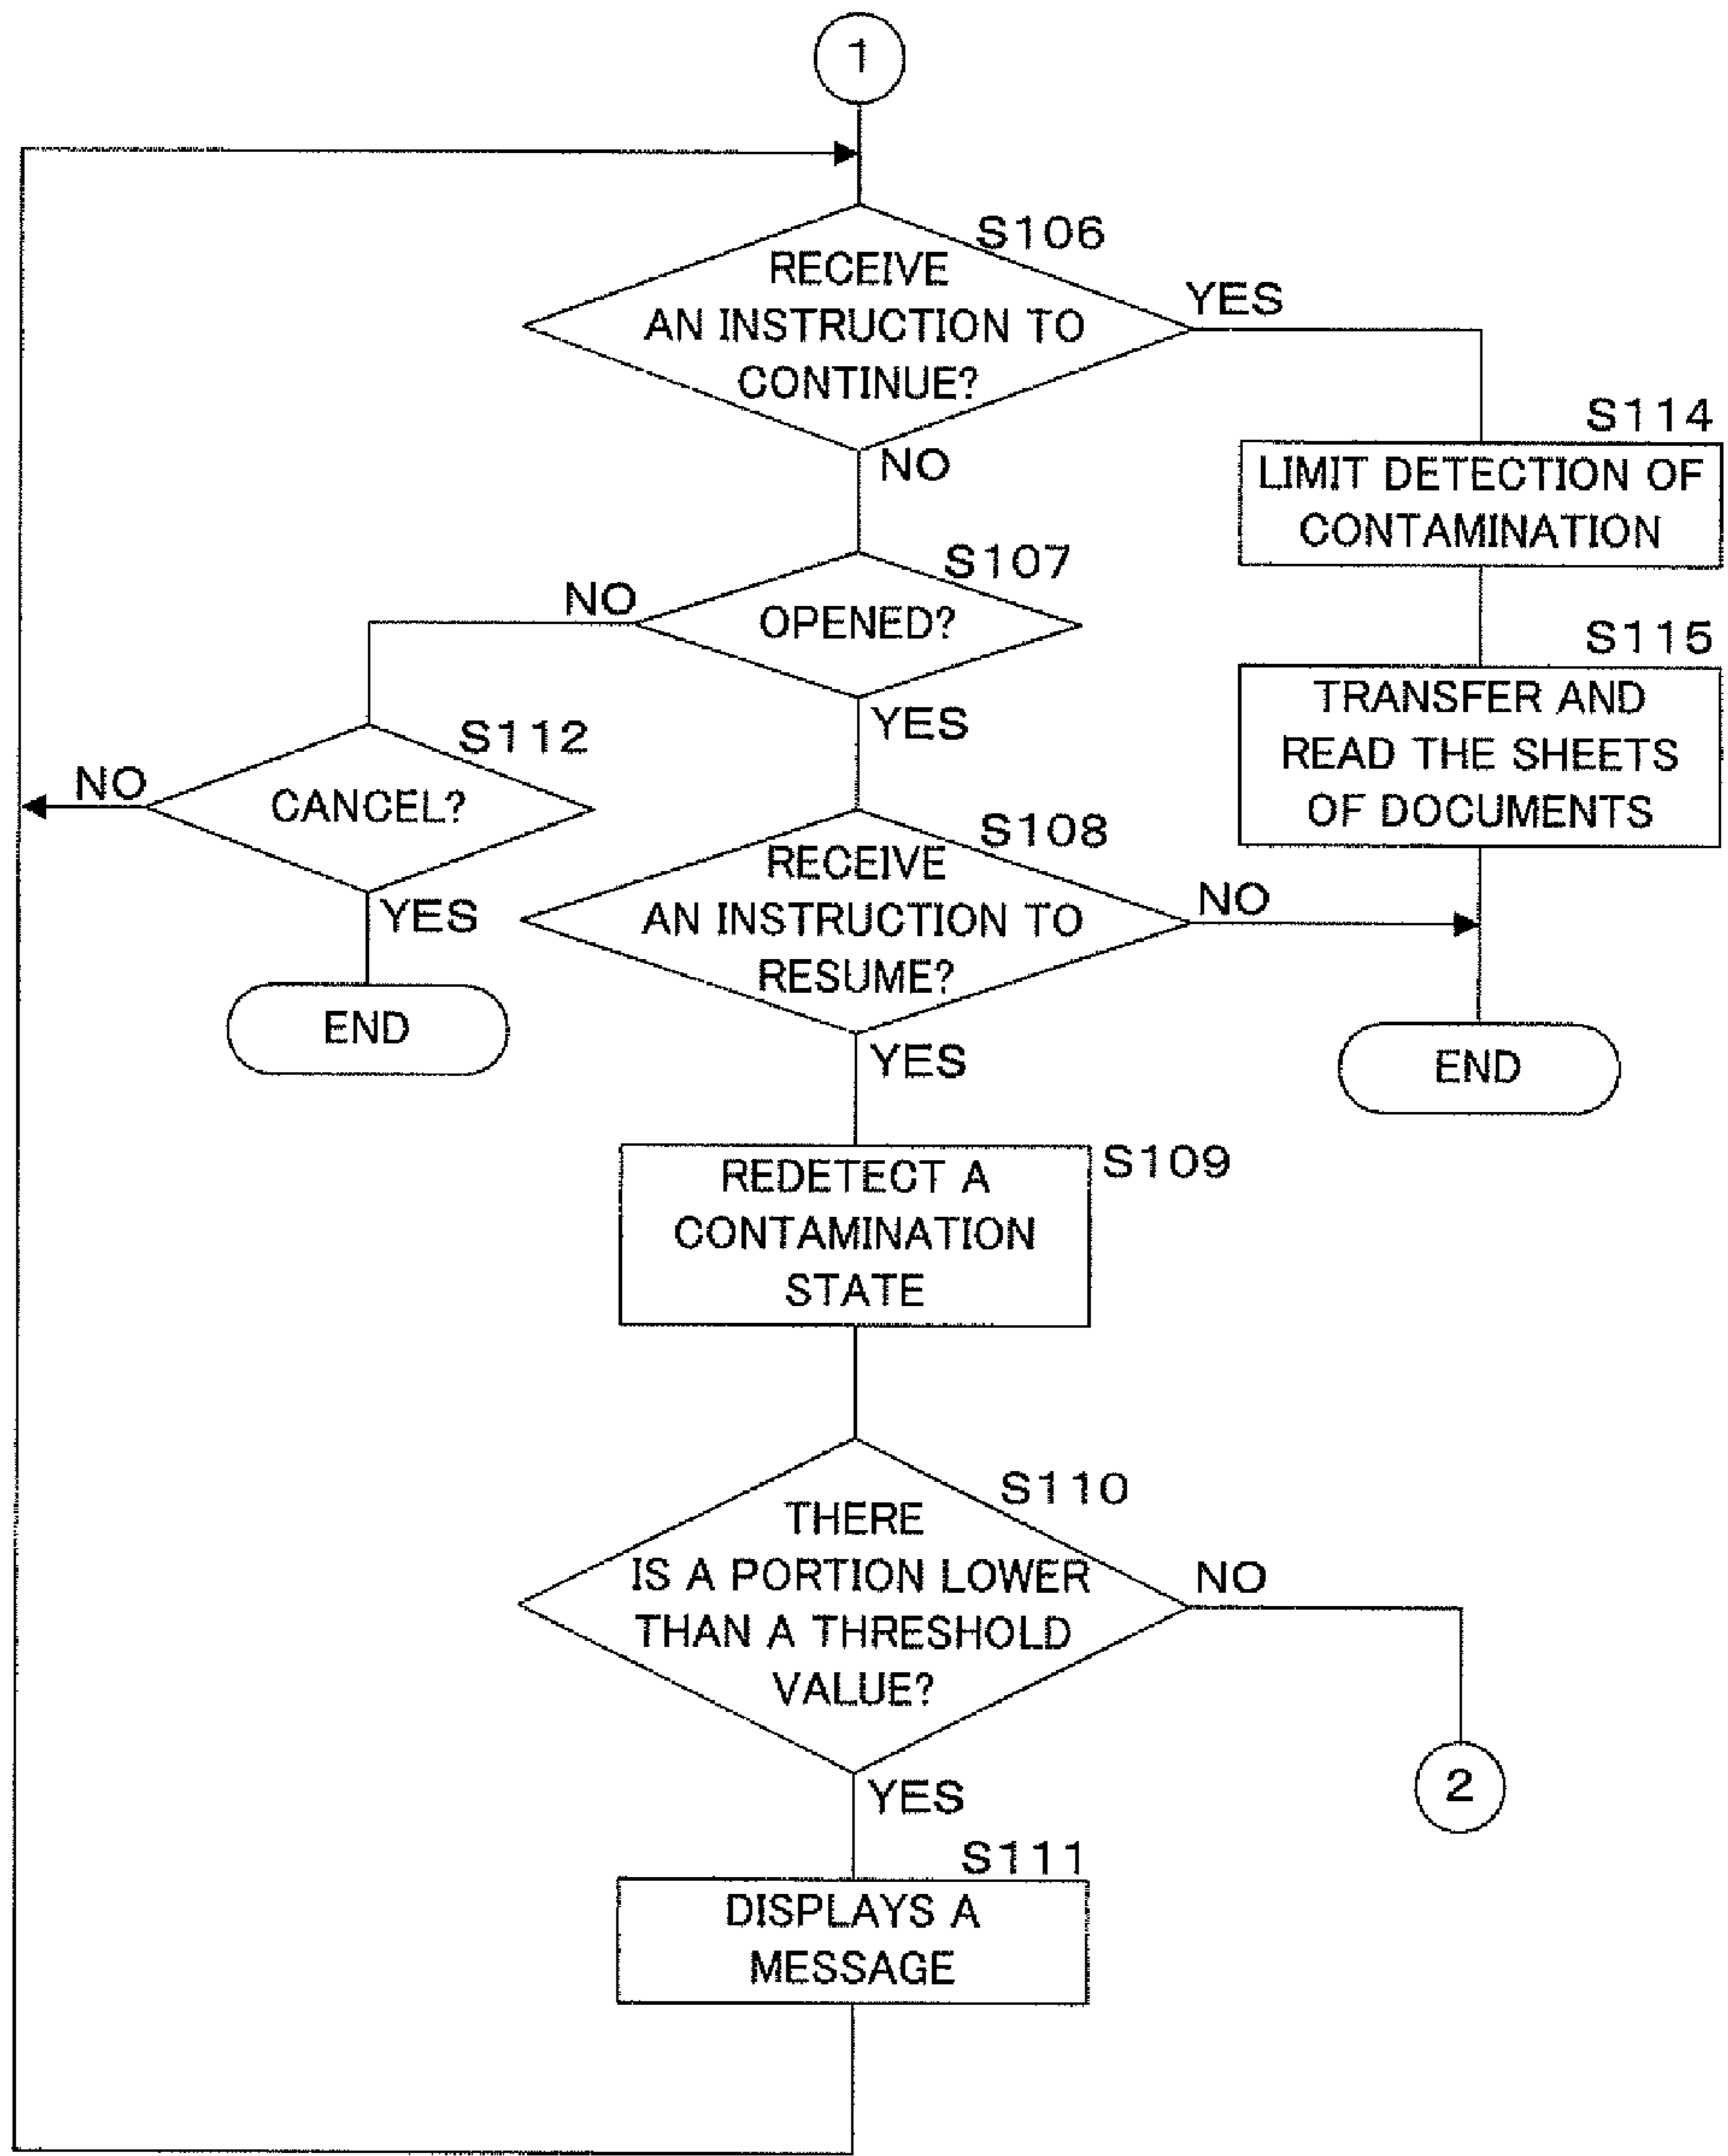 1
S106
RECEIVE
AN INSTRUCTION TO
CONTINUE?
YES
NO
S114
LIMIT DETECTION OF
CONTAMINATION
S107
OPENED?
NO
YES
S115
TRANSFER AND
READ THE SHEETS
OF DOCUMENTS
S112
CANCEL?
NO
YES
END
S108
RECEIVE
AN INSTRUCTION TO
RESUME?
NO
YES
END
S109
REDETECT A
CONTAMINATION
STATE
S110
THERE
IS A PORTION LOWER
THAN A THRESHOLD
VALUE?
NO
YES
2
S111
DISPLAYS A
MESSAGE